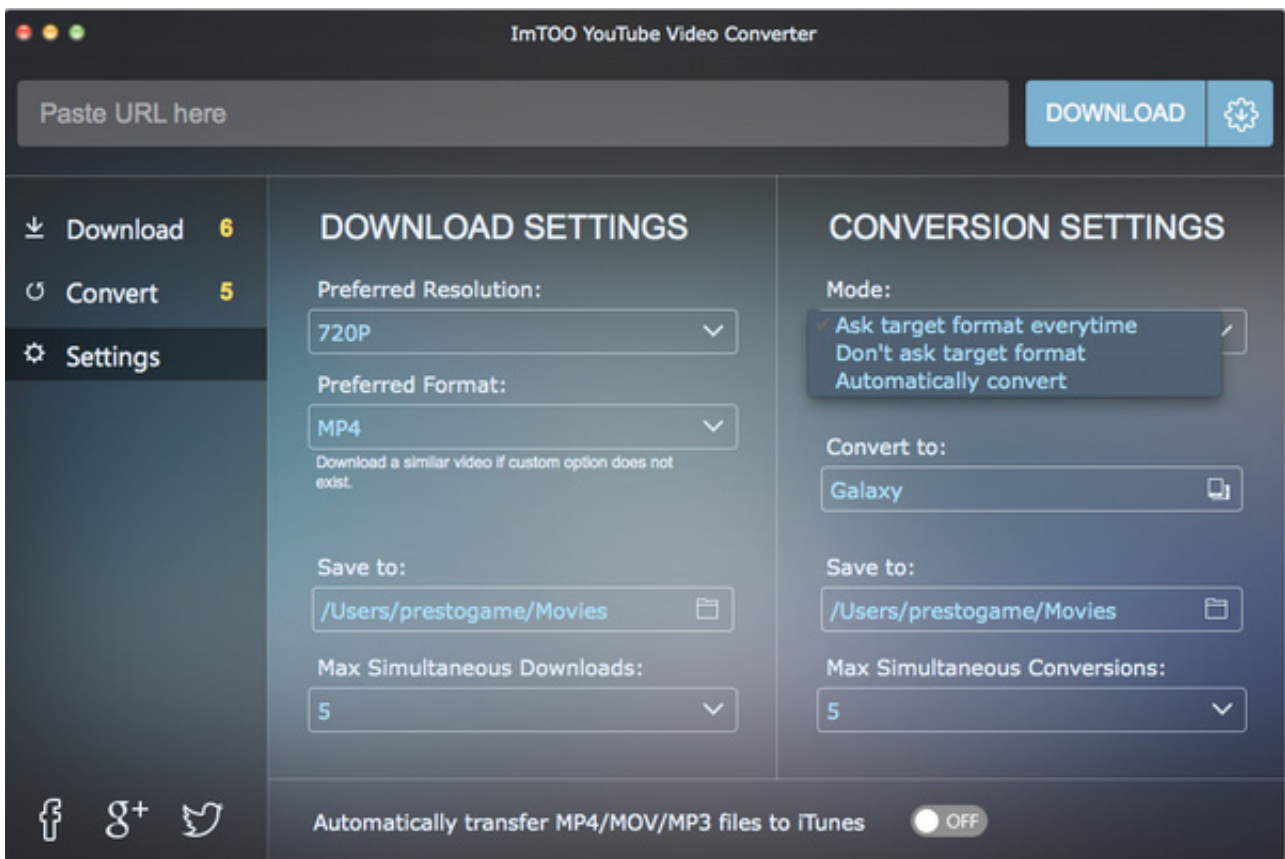 ImTOO YouTube Video Converter
Paste URL here
DOWNLOAD
Download 6
Convert 5
Settings
DOWNLOAD SETTINGS
Preferred Resolution:
720P
Preferred Format:
MP4
Download a similar video if custom option does not
exist.
Save to:
/Users/prestogame/Movies
Max Simultaneous Downloads:
5
CONVERSION SETTINGS
Mode:
Ask target format everytime
Don't ask target format
Automatically convert
Convert to:
Galaxy
Save to:
/Users/prestogame/Movies
Max Simultaneous Conversions:
5
Automatically transfer MP4/MOV/MP3 files to iTunes
OFF